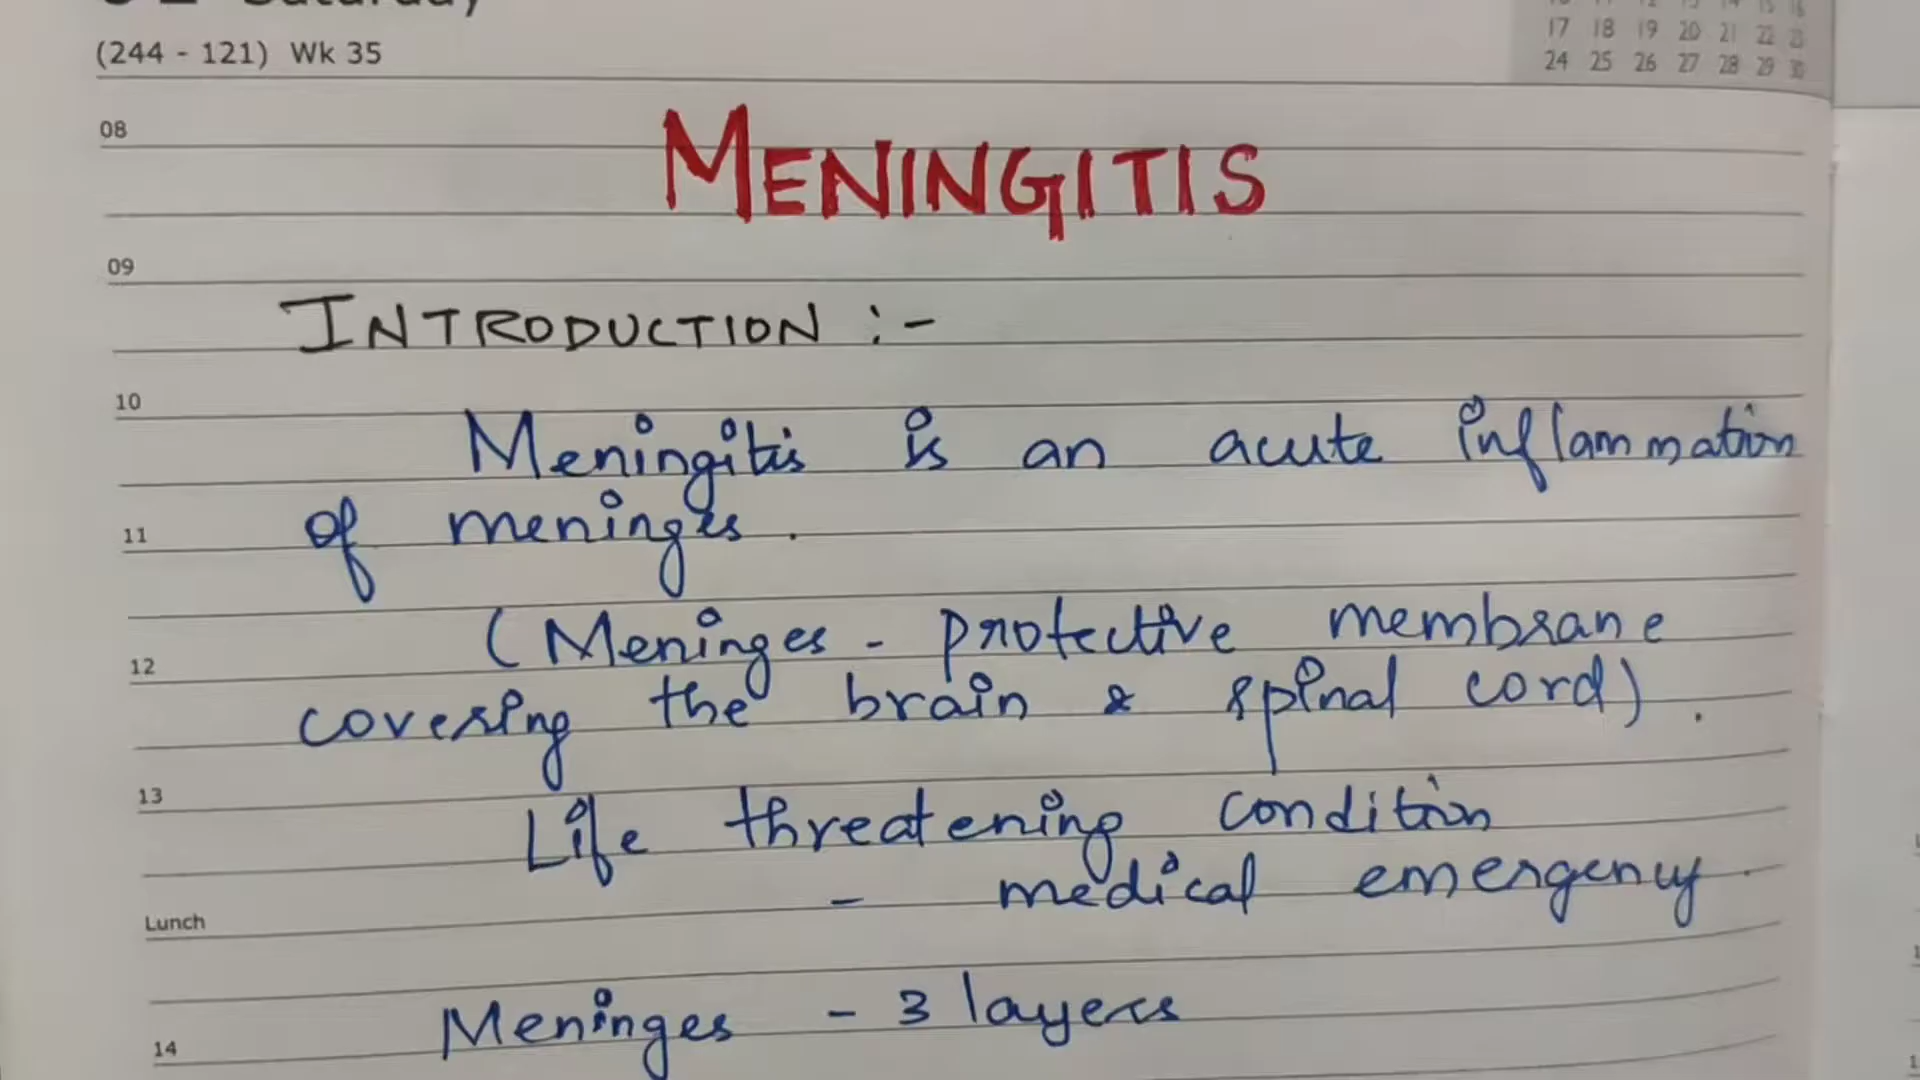 Saturday
(244 - 121) Wk 35
17 18 19 20 21 22 23
24 25 26 27 28 29 30
08
MENINGITIS
09
INTRODUCTION :-
10
Meningitis is an acute inflammation
11 of meninges.
(Meninges - protective membrane
12
covering the brain & spinal cord).
13
Life threatening condition
- medical emergency.
Lunch
Meninges - 3 layers
14